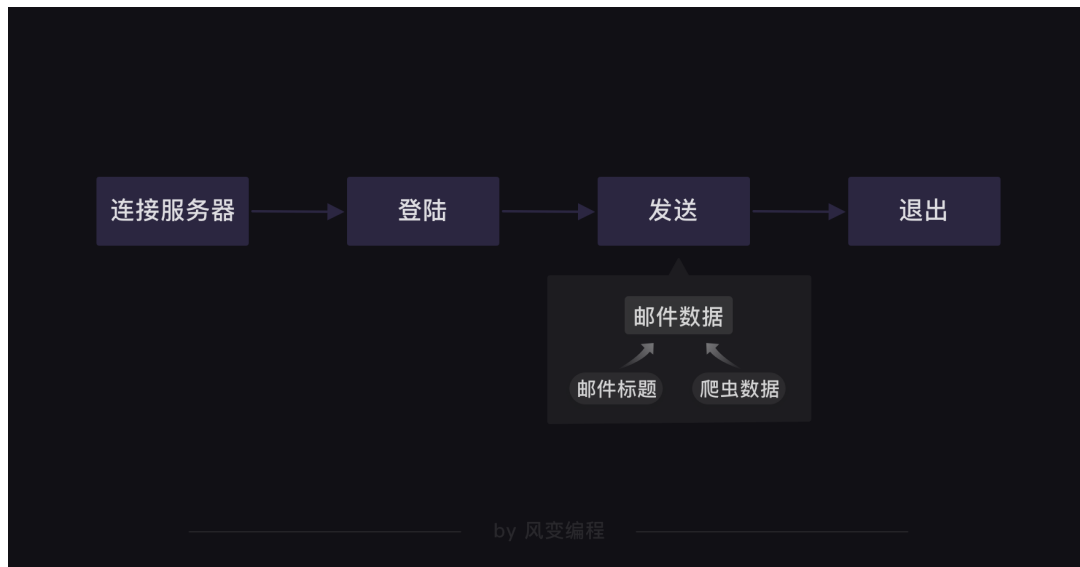 连接服务器
登陆
发送
退出
邮件数据
邮件标题
爬虫数据
by 风变编程